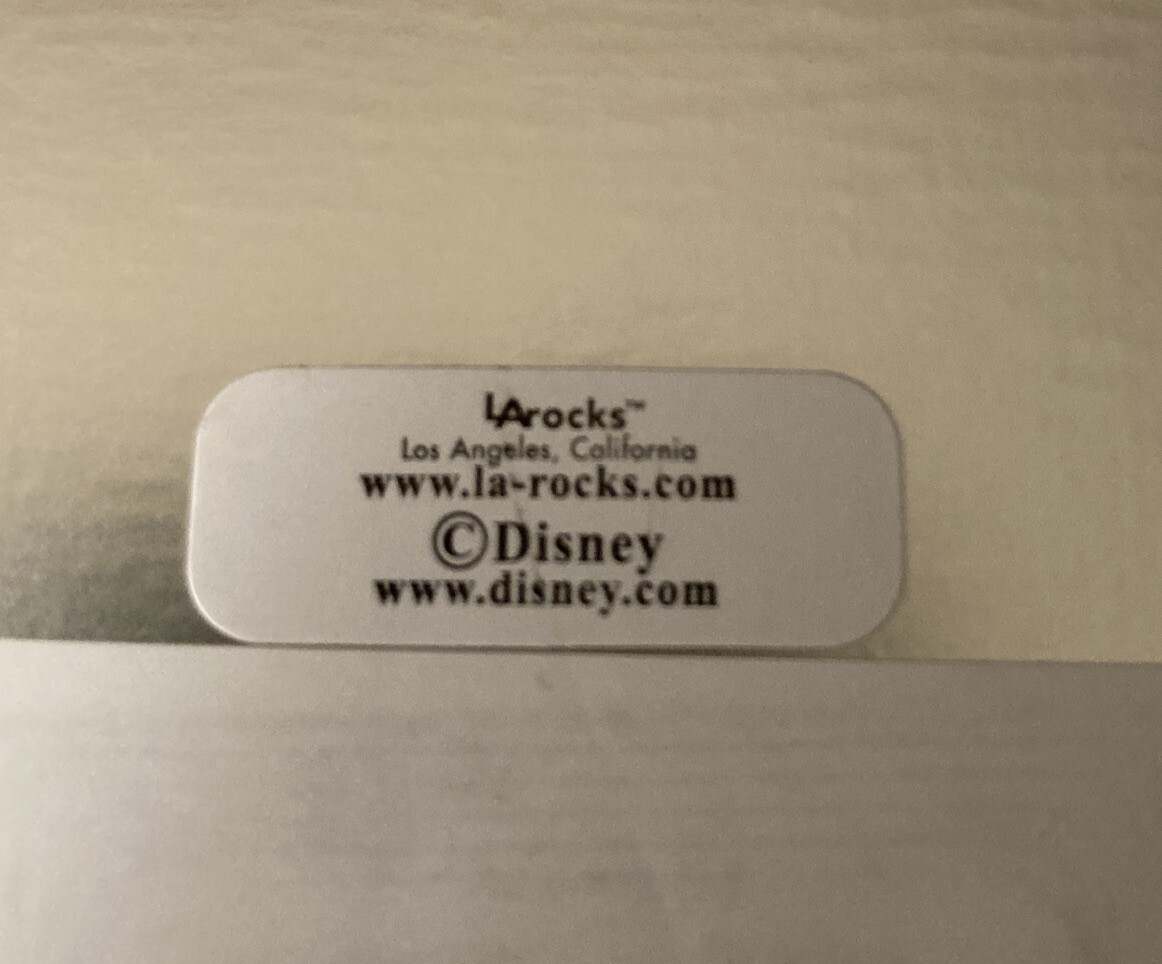 LArocks™
Los Angeles, California
www.la-rocks.com
©Disney
www.disney.com